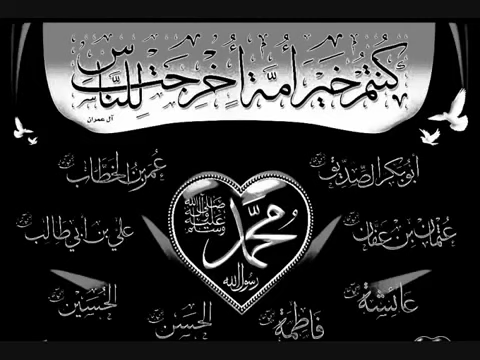 كُنتُمْ خَيْرَ أُمَّةٍ أُخْرِجَتْ لِلنَّاسِ
آل عمران
أبو بكر الصديق
عمر بن الخطاب
محمد
صلى الله عليه وسلم
رسول الله
عثمان بن عفان
علي بن ابي طالب
عائشة
الحسين
فاطمة
الحسن